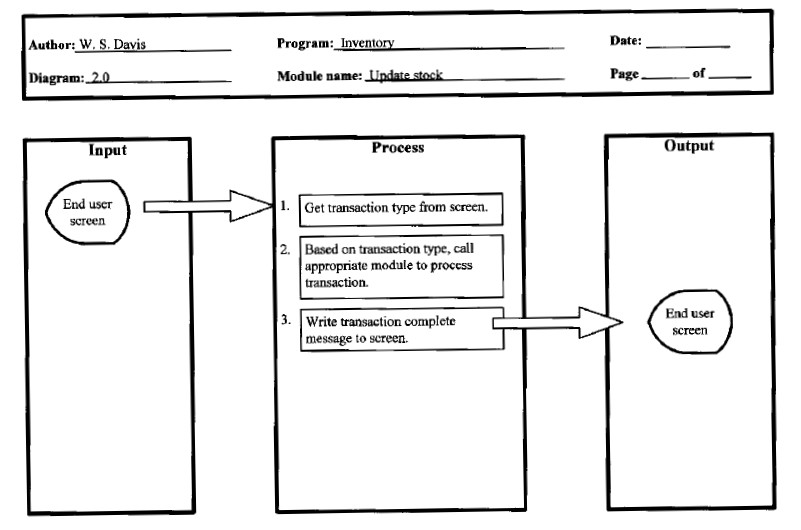 Author: W. S. Davis Program: Inventory Date:
Diagram: 2.0 Module name: Update stock Page of
Input
End user
screen
Process
1. Get transaction type from screen.
2. Based on transaction type, call
appropriate module to process
transaction.
3. Write transaction complete
message to screen.
Output
End user
screen